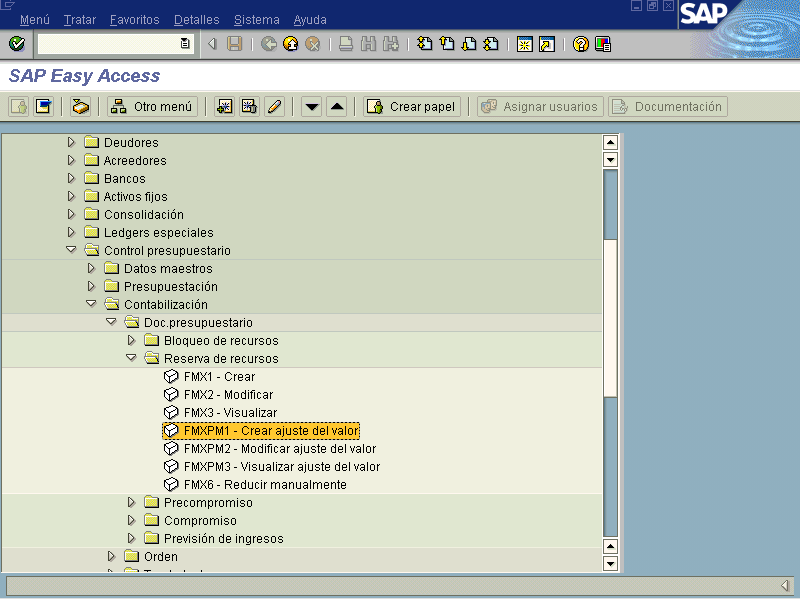 Menú Tratar Favoritos Detalles Sistema Ayuda
SAP
SAP Easy Access
Otro menú Crear papel Asignar usuarios Documentación
Deudores
Acreedores
Bancos
Activos fijos
Consolidación
Ledgers especiales
Control presupuestario
Datos maestros
Presupuestación
Contabilización
Doc.presupuestario
Bloqueo de recursos
Reserva de recursos
FMX1 - Crear
FMX2 - Modificar
FMX3 - Visualizar
FMXPM1 - Crear ajuste del valor
FMXPM2 - Modificar ajuste del valor
FMXPM3 - Visualizar ajuste del valor
FMX6 - Reducir manualmente
Precompromiso
Compromiso
Previsión de ingresos
Orden